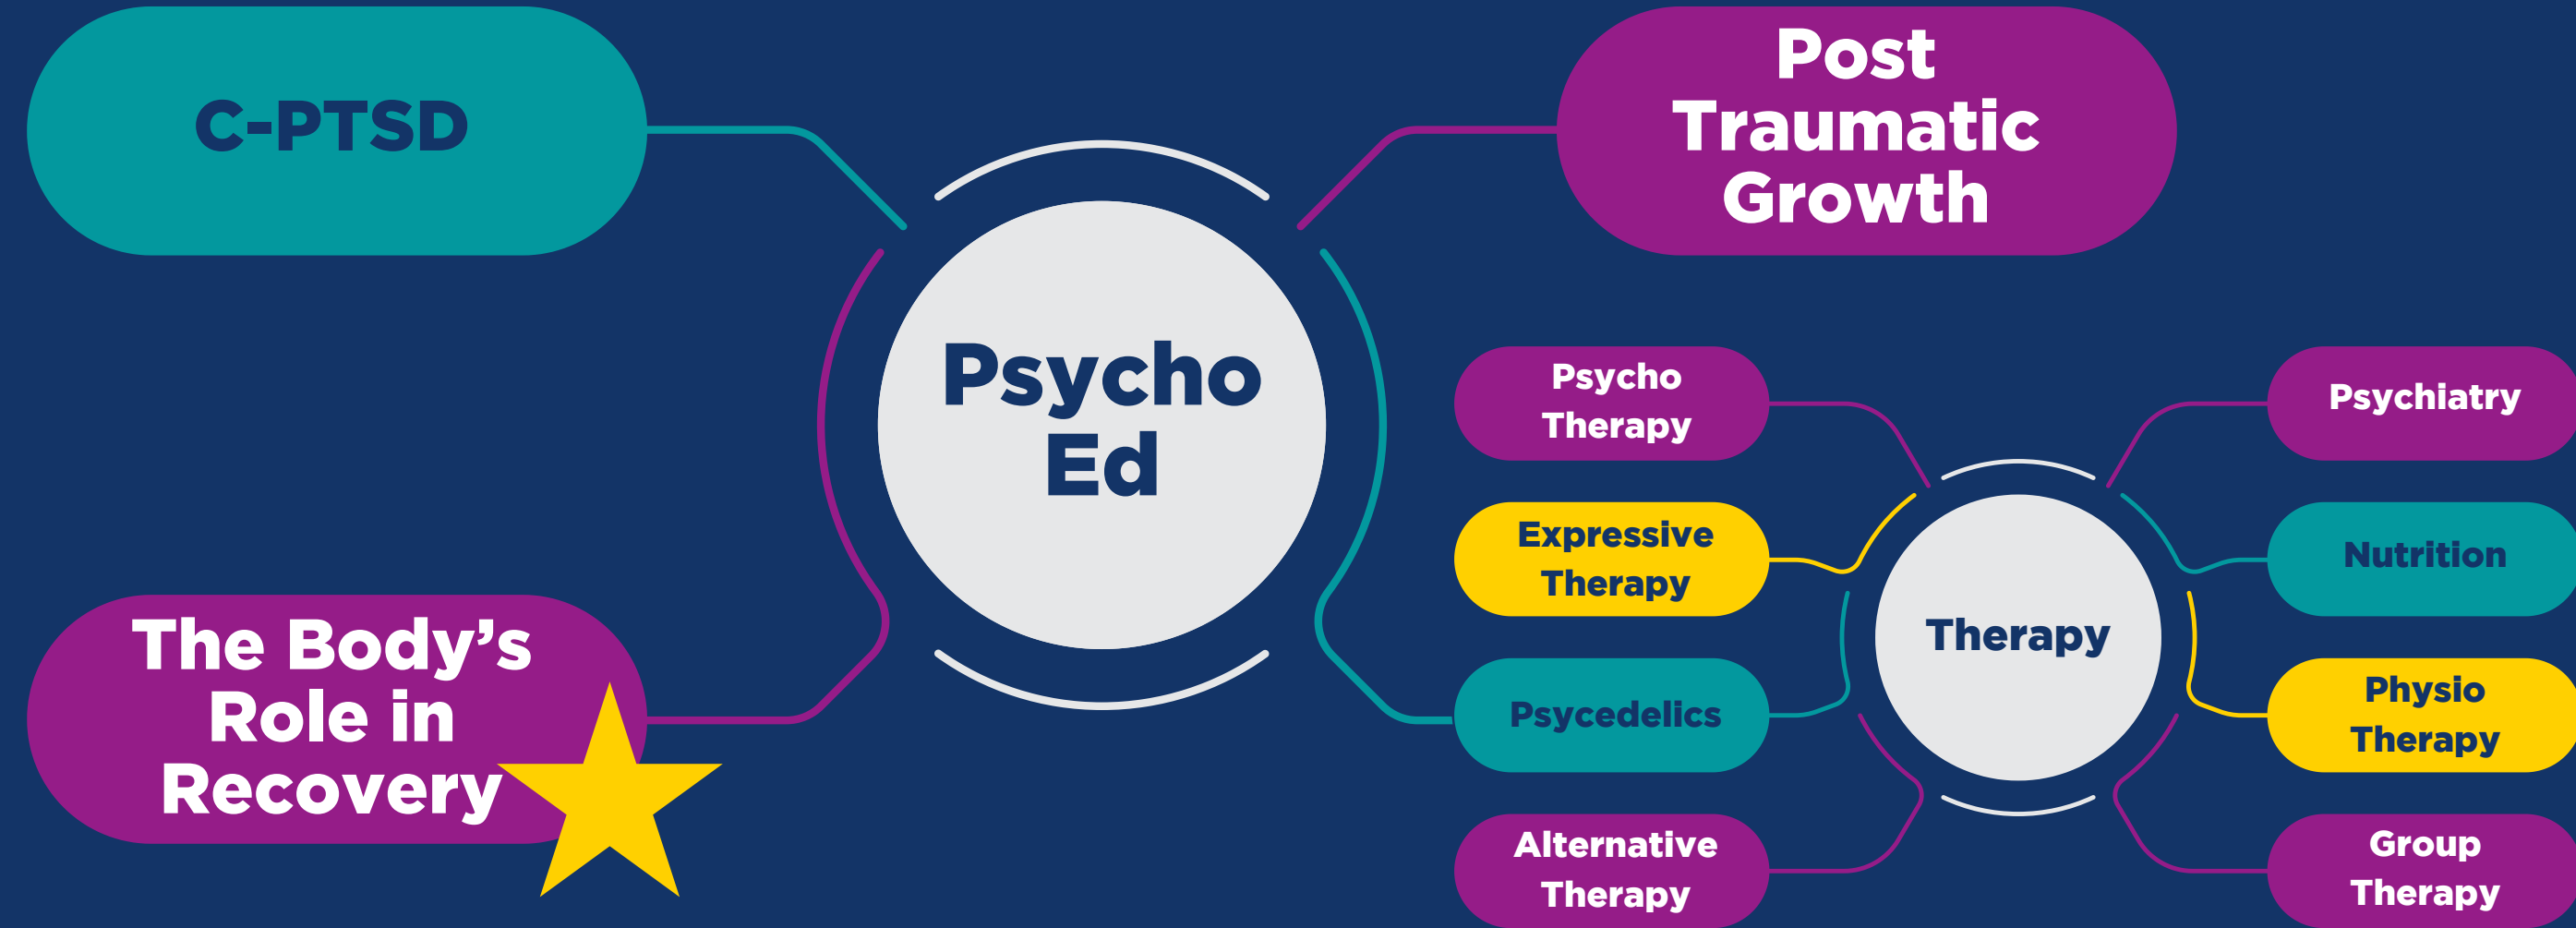 C-PTSD
Post
Traumatic
Growth
Psycho
Ed
The Body’s
Role in
Recovery
Psycho
Therapy
Expressive
Therapy
Psycedelics
Alternative
Therapy
Therapy
Psychiatry
Nutrition
Physio
Therapy
Group
Therapy